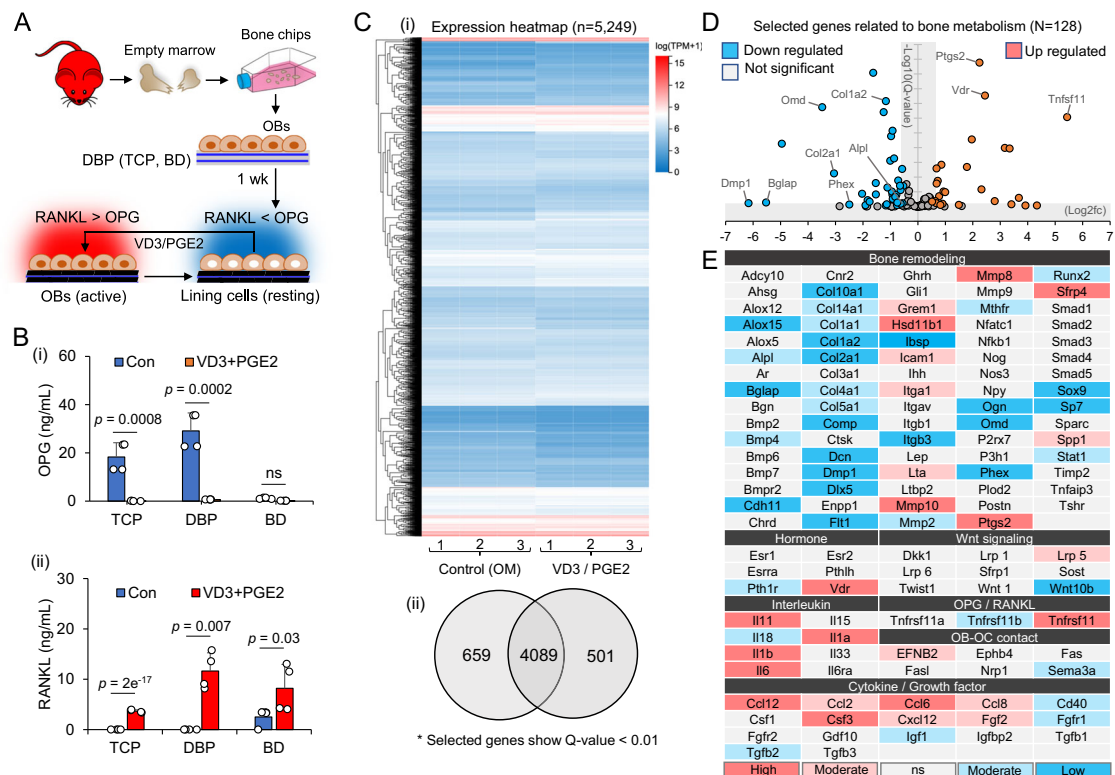 A
Empty marrow
Bone chips
OBs
DBP (TCP, BD)
1 wk
RANKL > OPG
RANKL < OPG
VD3/PGE2
OBs (active)
Lining cells (resting)
B
(i)
Con
VD3+PGE2
OPG (ng/mL)
60
40
20
0
p = 0.0008
p = 0.0002
ns
TCP
DBP
BD
(ii)
Con
VD3+PGE2
RANKL (ng/mL)
30
20
10
0
p = 2e-17
p = 0.007
p = 0.03
TCP
DBP
BD
C
(i) Expression heatmap (n=5,249)
log(TPM+1)
15
12
9
6
3
0
1 2 3 1 2 3
Control (OM)
VD3 / PGE2
(ii)
659 4089 501
* Selected genes show Q-value < 0.01
D
Selected genes related to bone metabolism (N=128)
Down regulated
Not significant
Up regulated
-Log10(Q-value)
Ptgs2
Vdr
Tnfsf11
Omd
Col1a2
Col2a1
Alpl
Dmp1
Bglap
Phex
(Log2fc)
-7 -6 -5 -4 -3 -2 -1 0 1 2 3 4 5 6 7
E
Bone remodeling
Adcy10 Cnr2 Ghrh Mmp8 Runx2
Ahsg Col10a1 Gli1 Mmp9 Sfrp4
Alox12 Col14a1 Grem1 Mthfr Smad1
Alox15 Col1a1 Hsd11b1 Nfatc1 Smad2
Alox5 Col1a2 Ibsp Nfkb1 Smad3
Alpl Col2a1 Icam1 Nog Smad4
Ar Col3a1 Ihh Nos3 Smad5
Bglap Col4a1 Itga1 Npy Sox9
Bgn Col5a1 Itgav Ogn Sp7
Bmp2 Comp Itgb1 Omd Sparc
Bmp4 Ctsk Itgb3 P2rx7 Spp1
Bmp6 Dcn Lep P3h1 Stat1
Bmp7 Dmp1 Lta Phex Timp2
Bmpr2 Dlx5 Ltbp2 Plod2 Tnfaip3
Cdh11 Enpp1 Mmp10 Postn Tshr
Chrd Flt1 Mmp2 Ptgs2
Hormone Wnt signaling
Esr1 Esr2 Dkk1 Lrp 1 Lrp 5
Esrra Pthlh Lrp 6 Sfrp1 Sost
Pth1r Vdr Twist1 Wnt 1 Wnt10b
Interleukin OPG / RANKL
Il11 Il15 Tnfrsf11a Tnfrsf11b Tnfrsf11
Il18 Il1a OB-OC contact
Il1b Il33 EFNB2 Ephb4 Fas
Il6 Il6ra Fasl Nrp1 Sema3a
Cytokine / Growth factor
Ccl12 Ccl2 Ccl6 Ccl8 Cd40
Csf1 Csf3 Cxcl12 Fgf2 Fgfr1
Fgfr2 Gdf10 Igf1 Igfbp2 Tgfb1
Tgfb2 Tgfb3
High Moderate ns Moderate Low